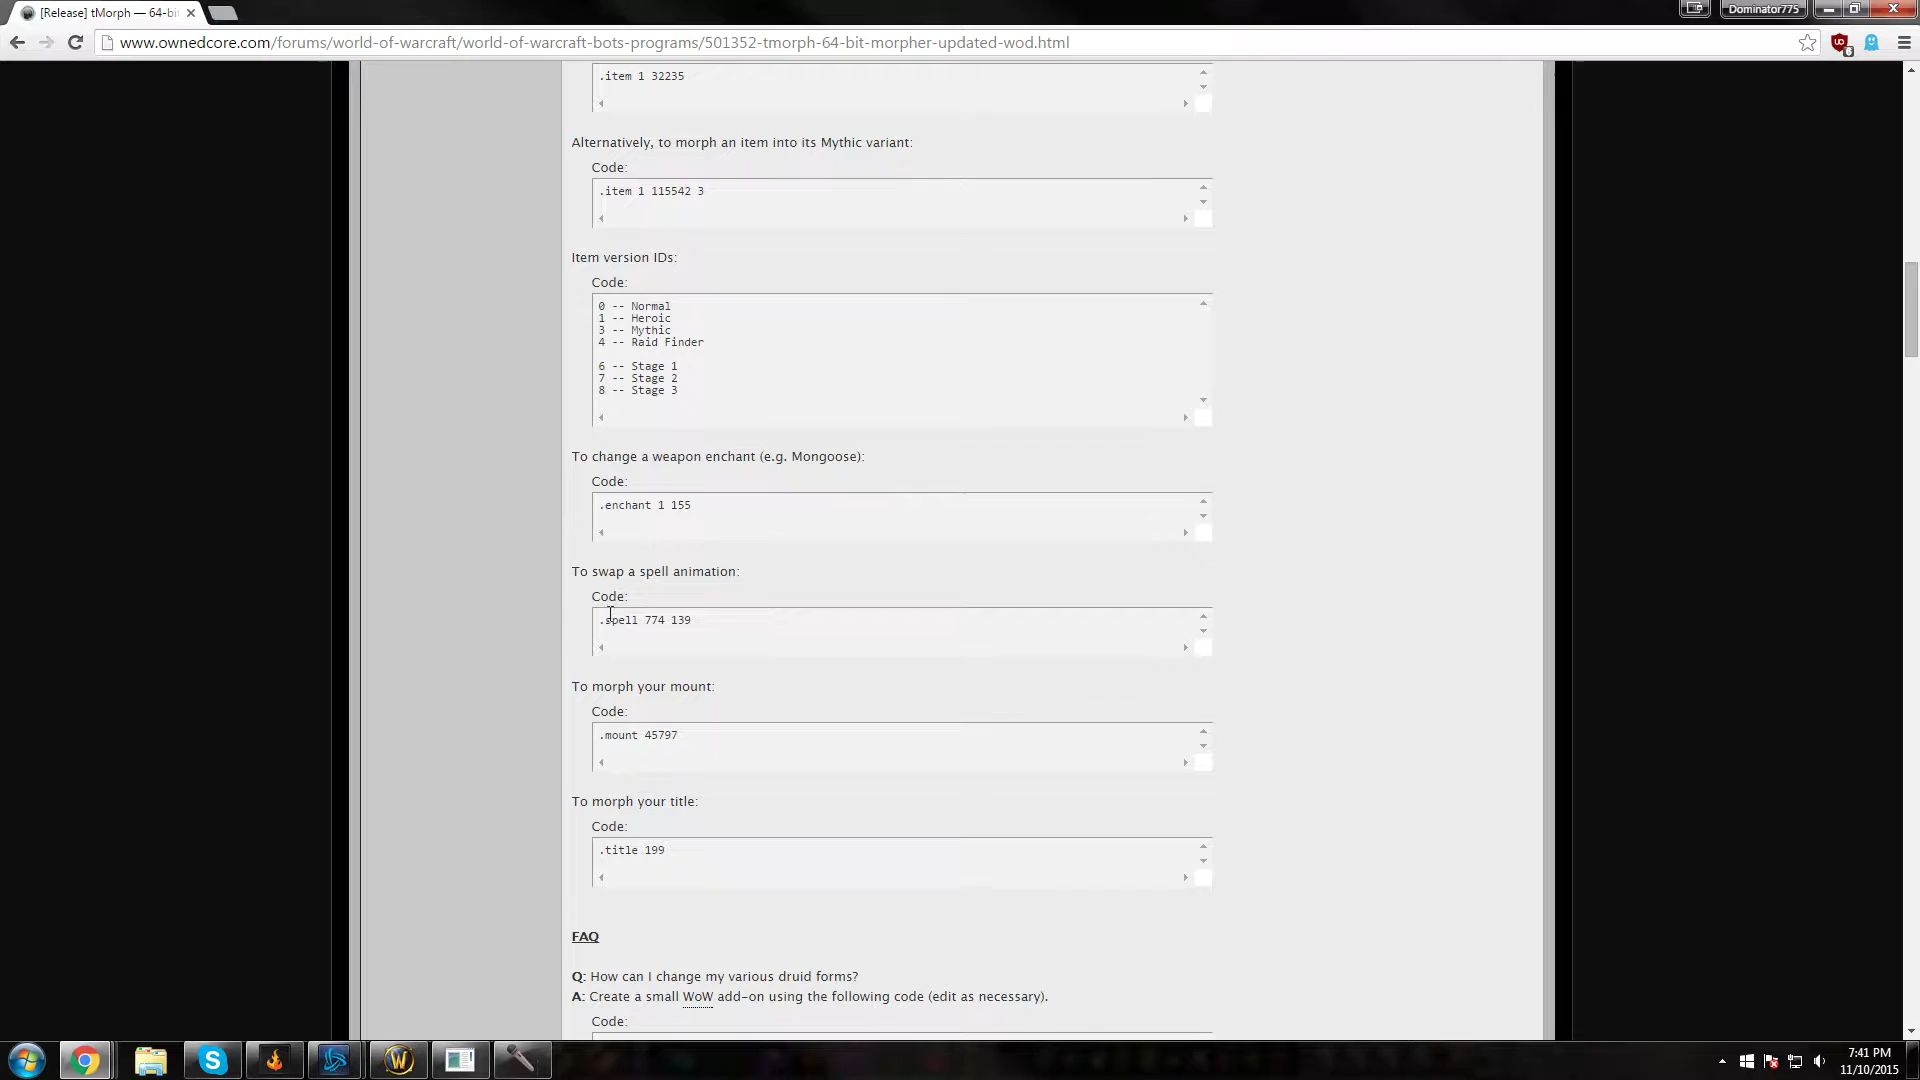 [Release] tMorph — 64-bit
Dominator775
www.ownedcore.com/forums/world-of-warcraft/world-of-warcraft-bots-programs/501352-tmorph-64-bit-morpher-updated-wod.html
.item 1 32235
Alternatively, to morph an item into its Mythic variant:
Code:
.item 1 115542 3
Item version IDs:
Code:
0 -- Normal
1 -- Heroic
3 -- Mythic
4 -- Raid Finder
6 -- Stage 1
7 -- Stage 2
8 -- Stage 3
To change a weapon enchant (e.g. Mongoose):
Code:
.enchant 1 155
To swap a spell animation:
Code:
.spell 774 139
To morph your mount:
Code:
.mount 45797
To morph your title:
Code:
.title 199
FAQ
Q: How can I change my various druid forms?
A: Create a small WoW add-on using the following code (edit as necessary).
Code:
7:41 PM
11/10/2015